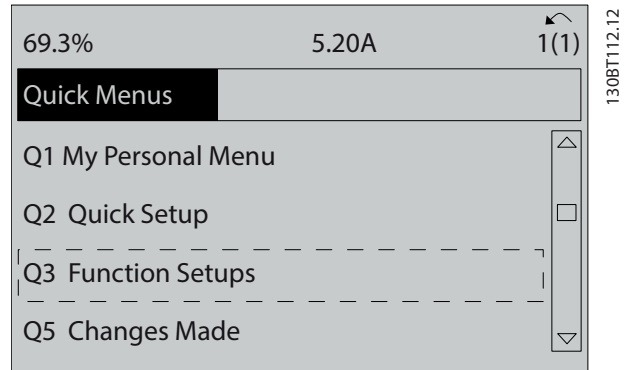 69.3% 5.20A 1(1)
Quick Menus
Q1 My Personal Menu
Q2 Quick Setup
Q3 Function Setups
Q5 Changes Made
130BT112.12